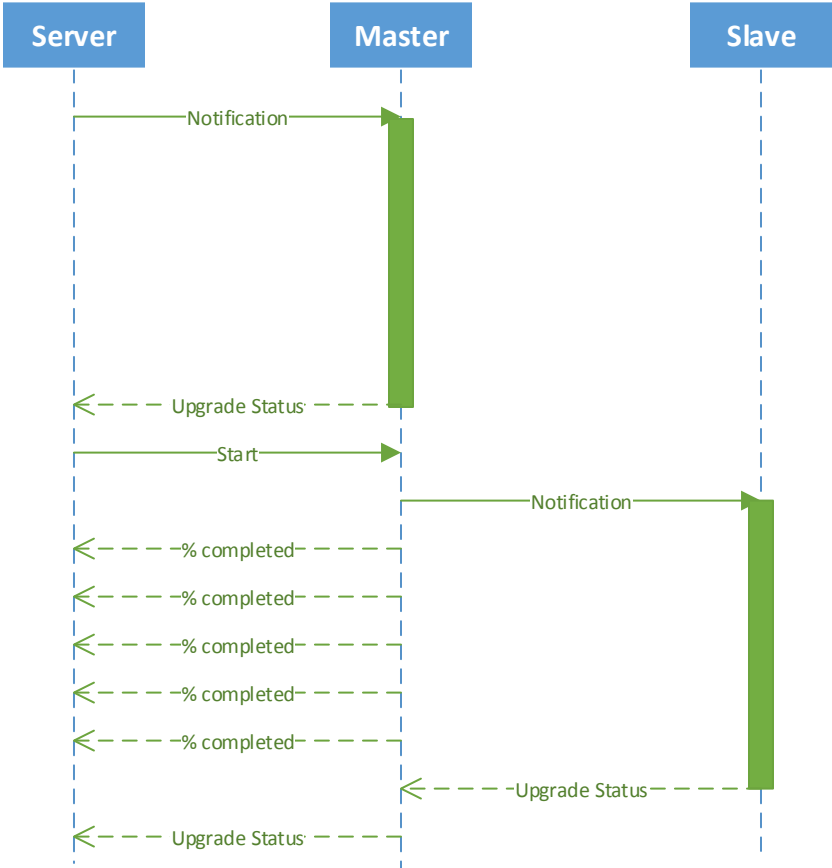 Server
Master
Slave
Notification
Upgrade Status
Start
Notification
% completed
% completed
% completed
% completed
% completed
Upgrade Status
Upgrade Status